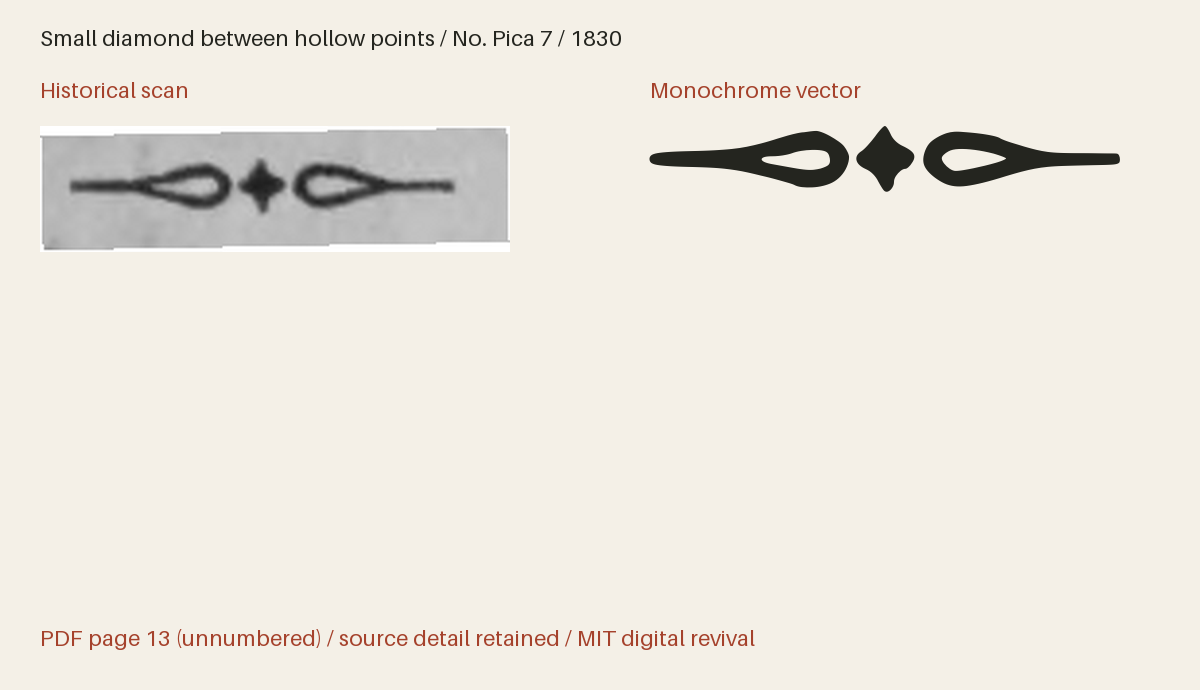 Small diamond between hollow points / No. Pica 7 / 1830
Historical scan
Monochrome vector
PDF page 13 (unnumbered) / source detail retained / MIT digital revival